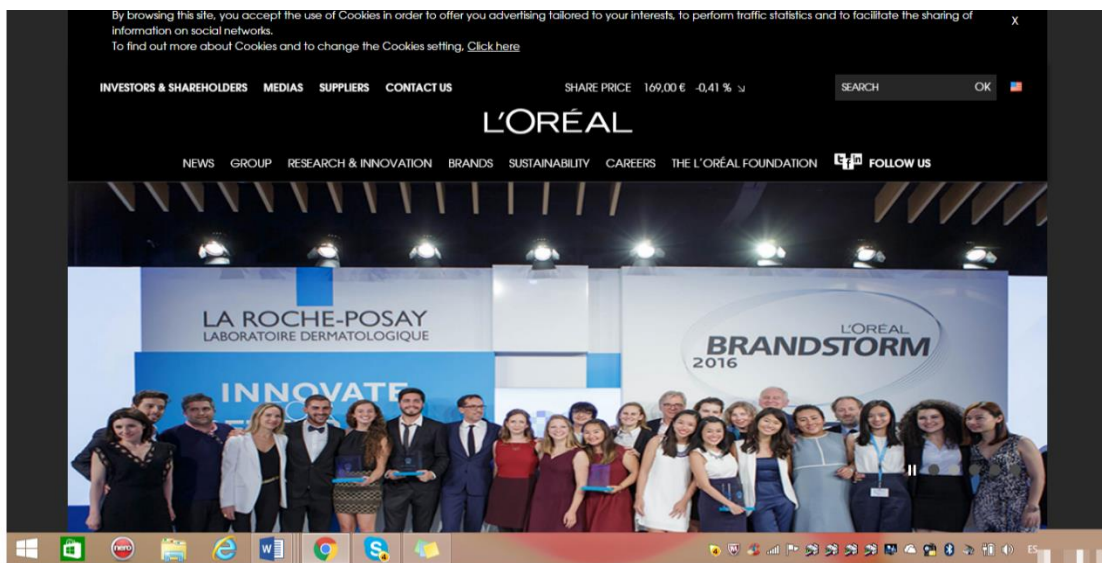 By browsing this site, you accept the use of Cookies in order to offer you advertising tailored to your interests, to perform traffic statistics and to facilitate the sharing of
information on social networks.
To find out more about Cookies and to change the Cookies setting, Click here
X
INVESTORS & SHAREHOLDERS MEDIAS SUPPLIERS CONTACT US SHARE PRICE 169,00 € -0,41 % SEARCH OK
L'ORÉAL
NEWS GROUP RESEARCH & INNOVATION BRANDS SUSTAINABILITY CAREERS THE L'ORÉAL FOUNDATION FOLLOW US
LA ROCHE-POSAY
LABORATOIRE DERMATOLOGIQUE
INNOVATE
L'ORÉAL
BRANDSTORM
2016
nero
ES